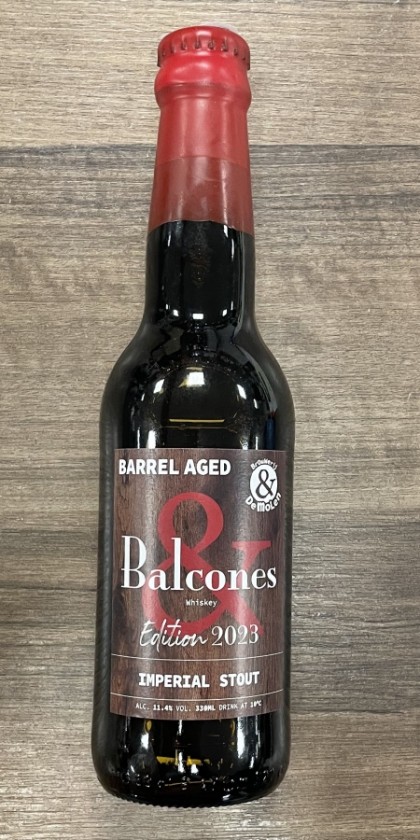 BARREL AGED
Brouwerij
&
DeMolen
&
Balcones
Whiskey
Edition 2023
IMPERIAL STOUT
ALC. 11.4% VOL. 330ML DRINK AT 10°C